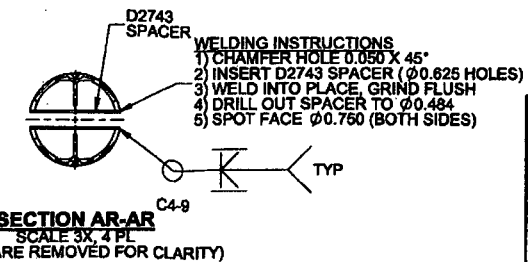 D2743
SPACER
WELDING INSTRUCTIONS
1) CHAMFER HOLE 0.050 X 45°
2) INSERT D2743 SPACER (Ø0.625 HOLES)
3) WELD INTO PLACE, GRIND FLUSH
4) DRILL OUT SPACER TO Ø0.484
5) SPOT FACE Ø0.750 (BOTH SIDES)
TYP
C4-9
SECTION AR-AR
SCALE 3X, 4 PL
ARE REMOVED FOR CLARITY)